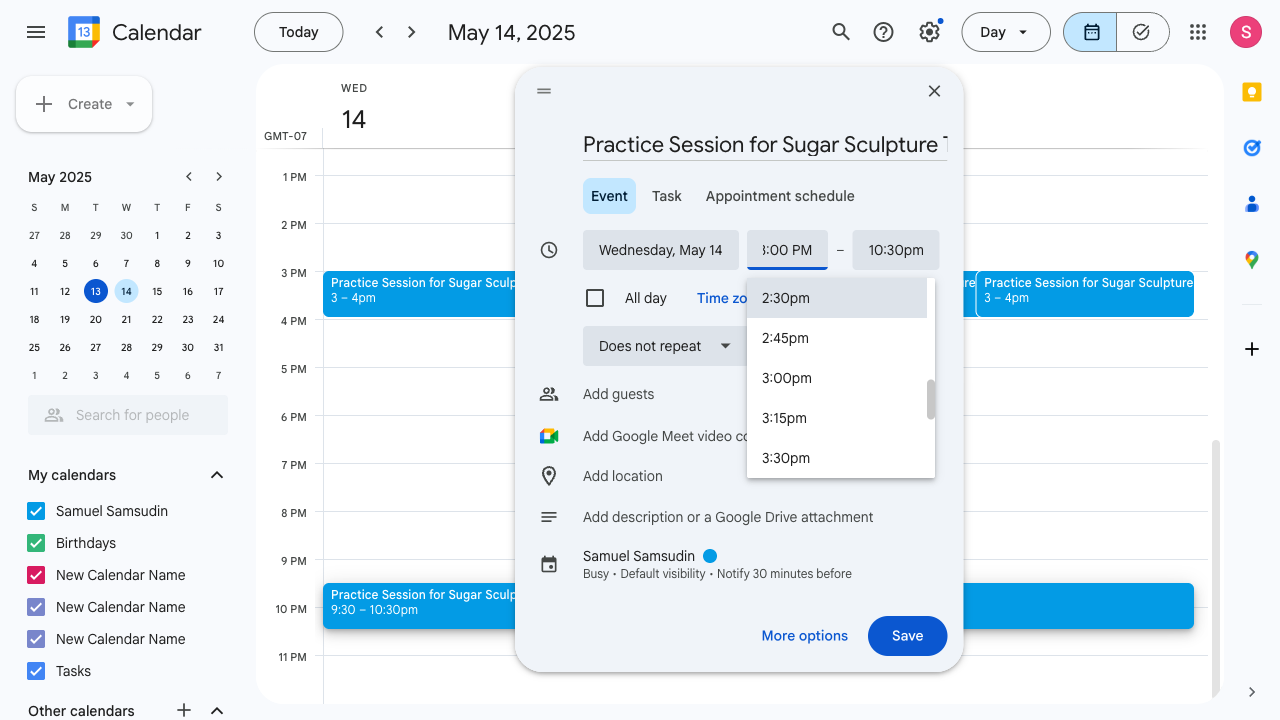 13
Calendar
Today
May 14, 2025
Day
S
Create
WED
14
GMT-07
May 2025
S M T W T F S
27 28 29 30 1 2 3
4 5 6 7 8 9 10
11 12 13 14 15 16 17
18 19 20 21 22 23 24
25 26 27 28 29 30 31
1 2 3 4 5 6 7
Search for people
My calendars
Samuel Samsudin
Birthdays
New Calendar Name
New Calendar Name
New Calendar Name
Tasks
Other calendars
1 PM
2 PM
3 PM
4 PM
5 PM
6 PM
7 PM
8 PM
9 PM
10 PM
11 PM
Practice Session for Sugar Sculp
3 – 4pm
Practice Session for Sugar Sculpture
3 – 4pm
Practice Session for Sugar Sculp
9:30 – 10:30pm
Practice Session for Sugar Sculpture
Event Task Appointment schedule
Wednesday, May 14
:00 PM – 10:30pm
All day Time zo
Does not repeat
2:30pm
2:45pm
3:00pm
3:15pm
3:30pm
Add guests
Add Google Meet video co
Add location
Add description or a Google Drive attachment
Samuel Samsudin
Busy • Default visibility • Notify 30 minutes before
More options Save